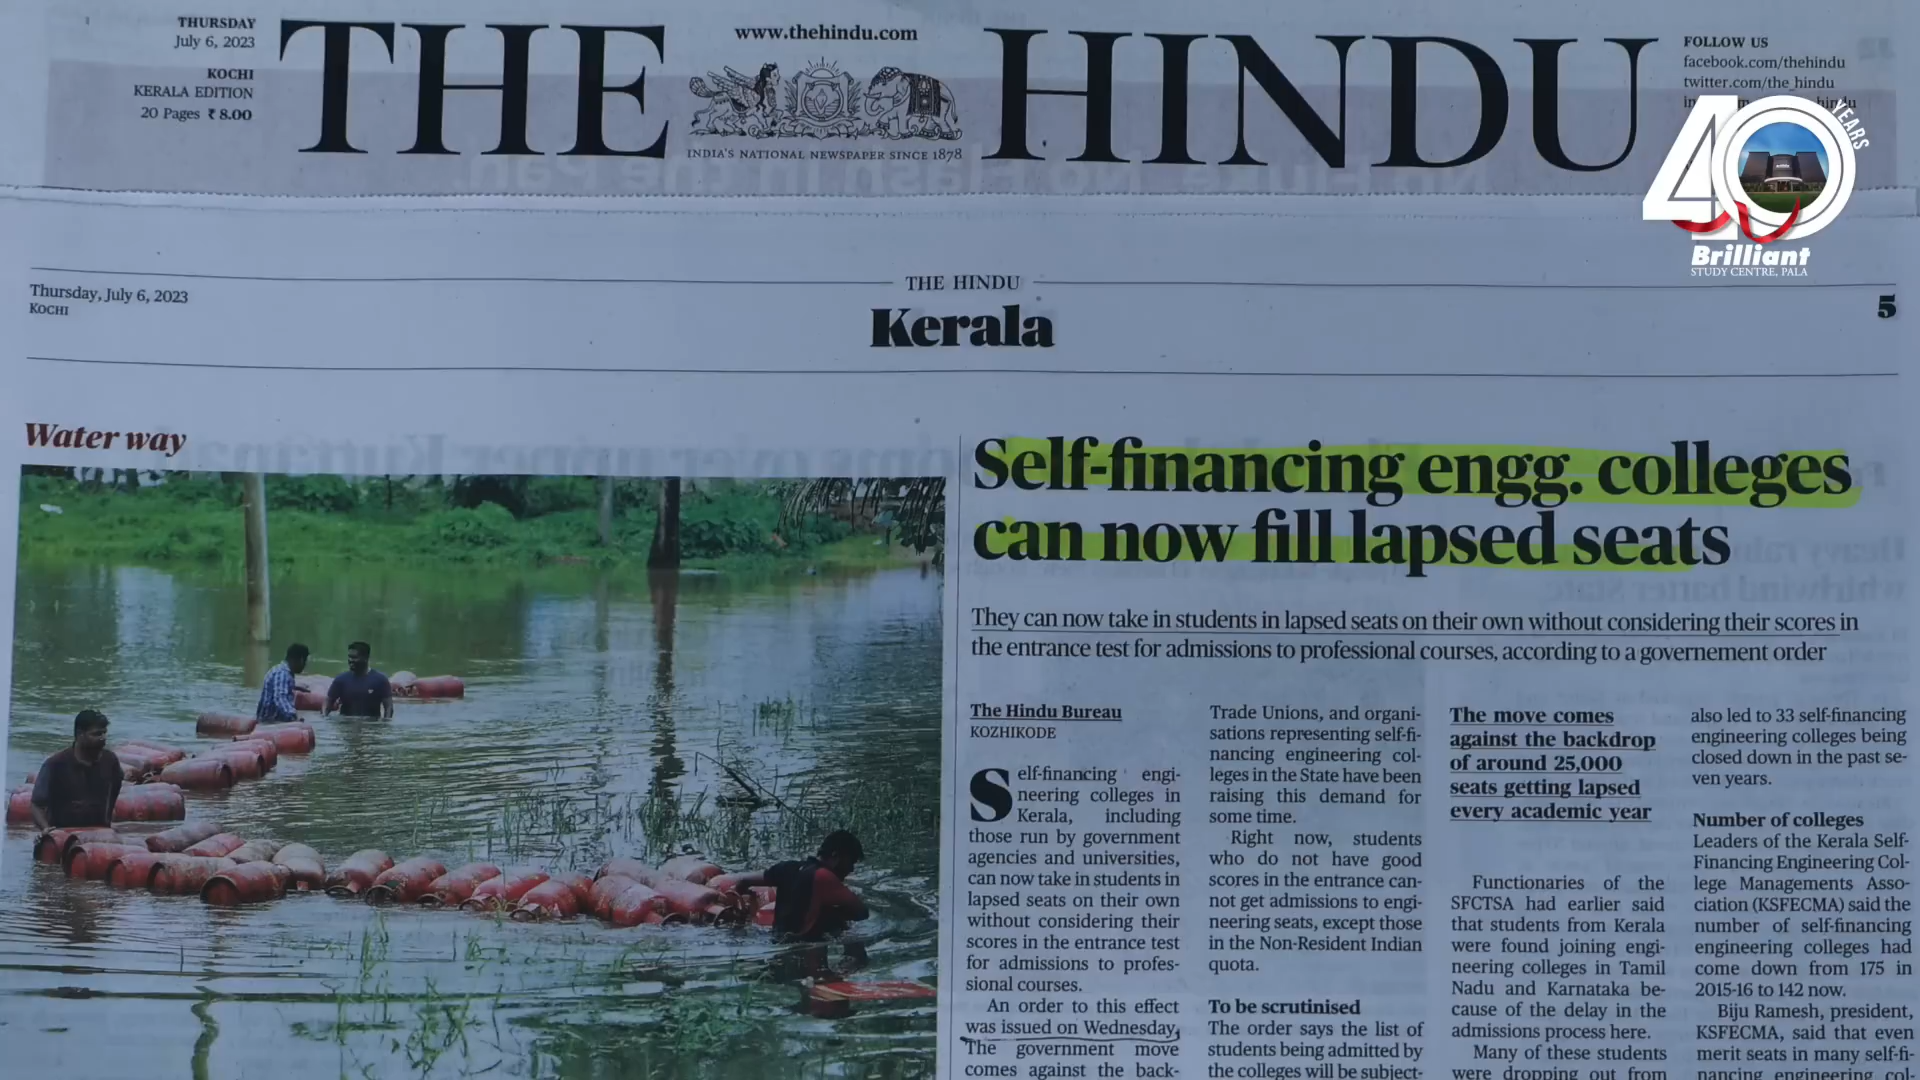 THURSDAY
July 6, 2023
KOCHI
KERALA EDITION
20 Pages ₹ 8.00
THE HINDU
www.thehindu.com
INDIA'S NATIONAL NEWSPAPER SINCE 1878
FOLLOW US
facebook.com/thehindu
twitter.com/the_hindu
40 YEARS
Brilliant
STUDY CENTRE, PALA
Thursday, July 6, 2023
KOCHI
THE HINDU
Kerala
5
Water way
Self-financing engg. colleges
can now fill lapsed seats
They can now take in students in lapsed seats on their own without considering their scores in
the entrance test for admissions to professional courses, according to a governement order
The Hindu Bureau
KOZHIKODE
Self-financing engi-
neering colleges in
Kerala, including
those run by government
agencies and universities,
can now take in students in
lapsed seats on their own
without considering their
scores in the entrance test
for admissions to profes-
sional courses.
An order to this effect
was issued on Wednesday.
The government move
comes against the back-
Trade Unions, and organi-
sations representing self-fi-
nancing engineering col-
leges in the State have been
raising this demand for
some time.
Right now, students
who do not have good
scores in the entrance can-
not get admissions to engi-
neering seats, except those
in the Non-Resident Indian
quota.
To be scrutinised
The order says the list of
students being admitted by
the colleges will be subject-
The move comes
against the backdrop
of around 25,000
seats getting lapsed
every academic year
Functionaries of the
SFCTSA had earlier said
that students from Kerala
were found joining engi-
neering colleges in Tamil
Nadu and Karnataka be-
cause of the delay in the
admissions process here.
Many of these students
were dropping out from
also led to 33 self-financing
engineering colleges being
closed down in the past se-
ven years.
Number of colleges
Leaders of the Kerala Self-
Financing Engineering Col-
lege Managements Asso-
ciation (KSFECMA) said the
number of self-financing
engineering colleges had
come down from 175 in
2015-16 to 142 now.
Biju Ramesh, president,
KSFECMA, said that even
merit seats in many self-fi-
nancing engineering col-